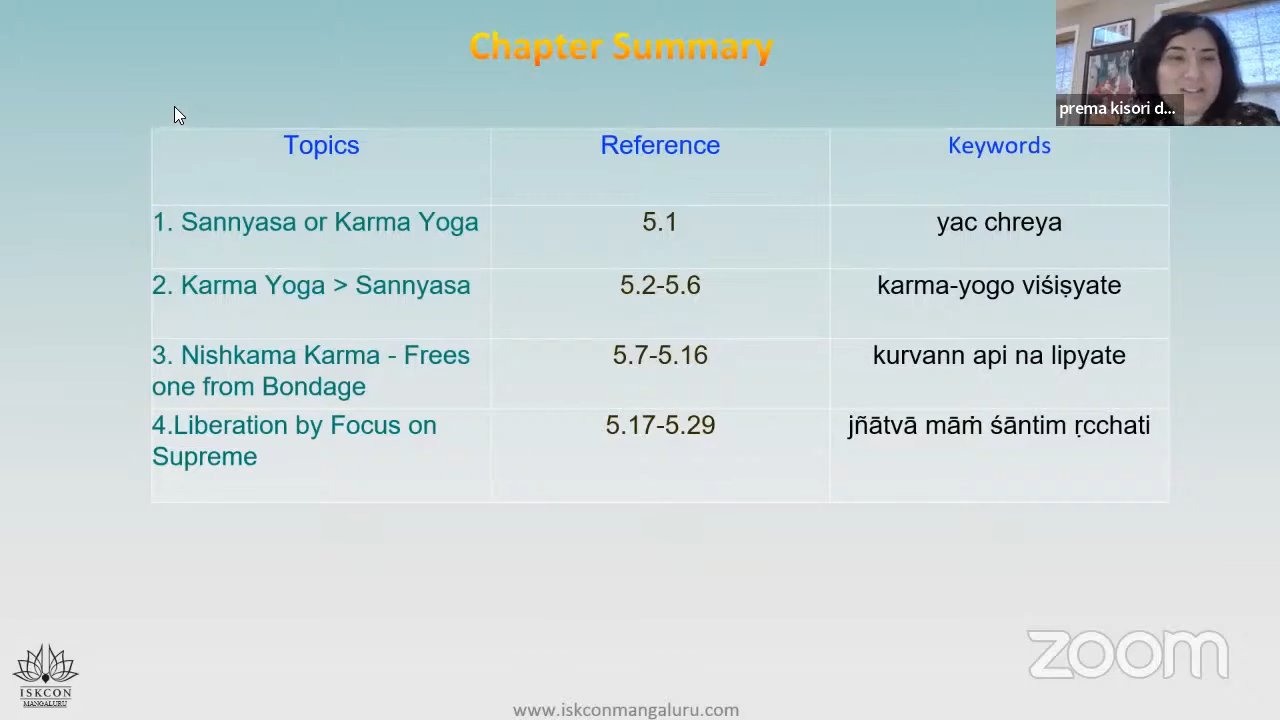 Chapter Summary
prema kisori d...
Topics Reference Keywords
1. Sannyasa or Karma Yoga 5.1 yac chreya
2. Karma Yoga > Sannyasa 5.2-5.6 karma-yogo viśiṣyate
3. Nishkama Karma - Frees 5.7-5.16 kurvann api na lipyate
one from Bondage
4.Liberation by Focus on 5.17-5.29 jñātvā māṁ śāntim ṛcchati
Supreme
ISKCON
MANGALURU
zoom
www.iskconmangaluru.com